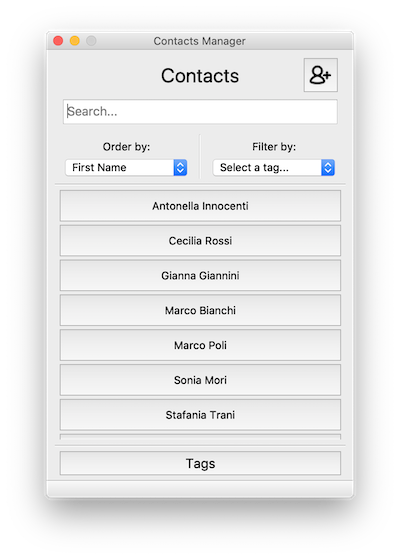 Contacts Manager
Contacts
Search...
Order by:
Filter by:
First Name
Select a tag...
Antonella Innocenti
Cecilia Rossi
Gianna Giannini
Marco Bianchi
Marco Poli
Sonia Mori
Stafania Trani
Tags